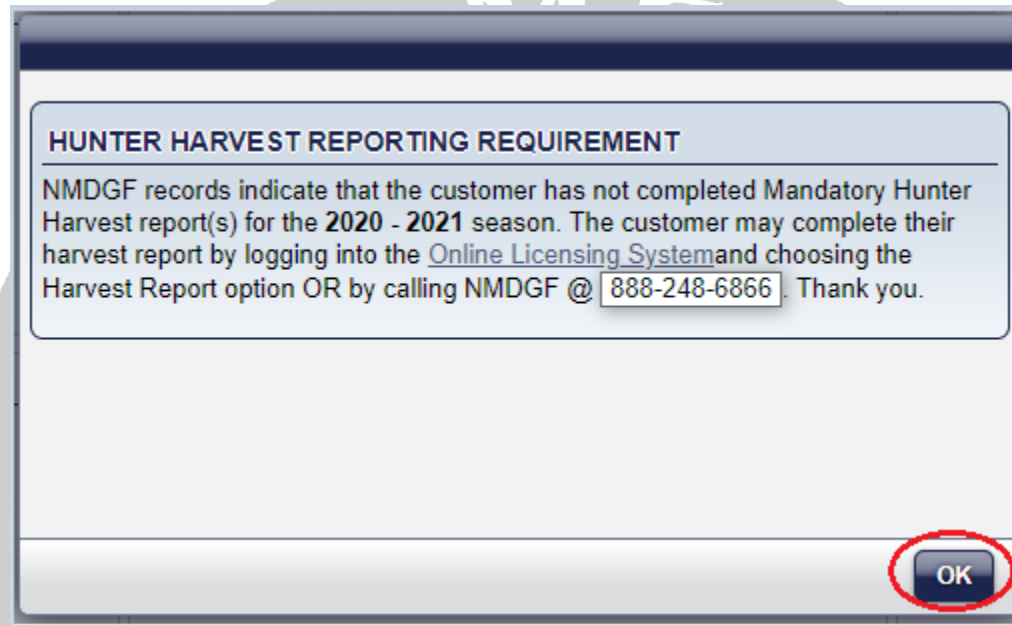 HUNTER HARVEST REPORTING REQUIREMENT
NMDGF records indicate that the customer has not completed Mandatory Hunter
Harvest report(s) for the 2020 - 2021 season. The customer may complete their
harvest report by logging into the Online Licensing Systemand choosing the
Harvest Report option OR by calling NMDGF @ 888-248-6866 . Thank you.
OK